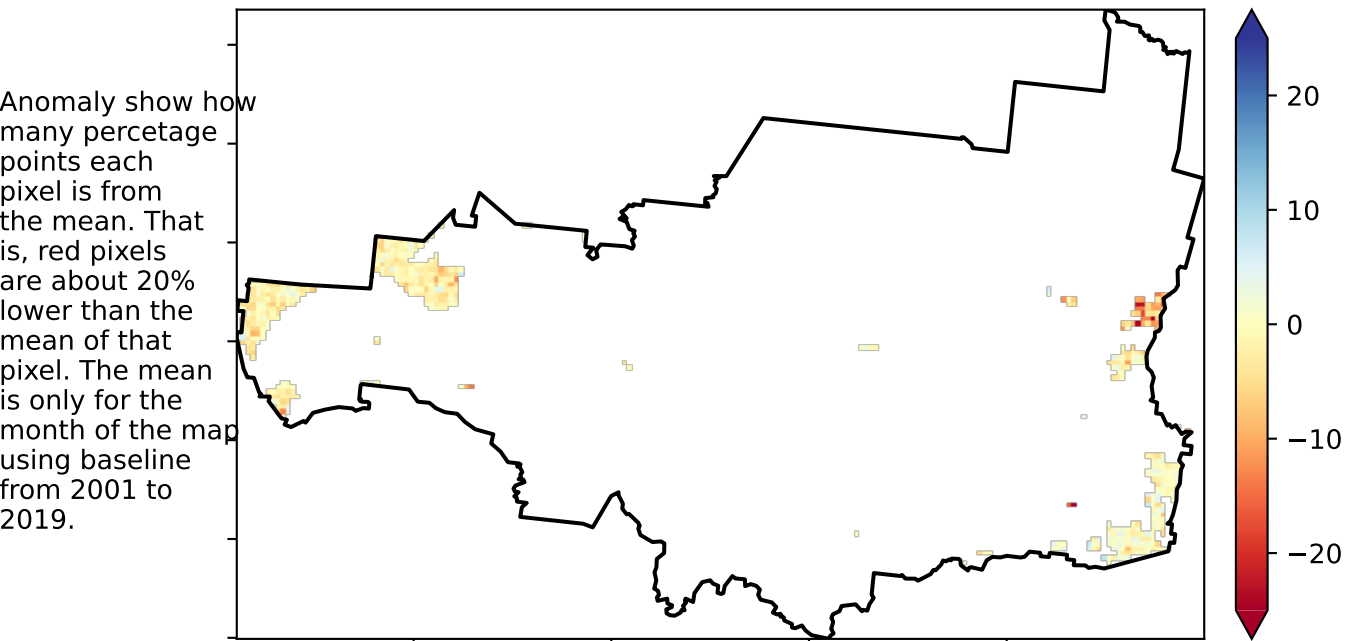 Anomaly show how
many percetage
points each
pixel is from
the mean. That
is, red pixels
are about 20%
lower than the
mean of that
pixel. The mean
is only for the
month of the map
using baseline
from 2001 to
2019.
20
10
0
−10
−20